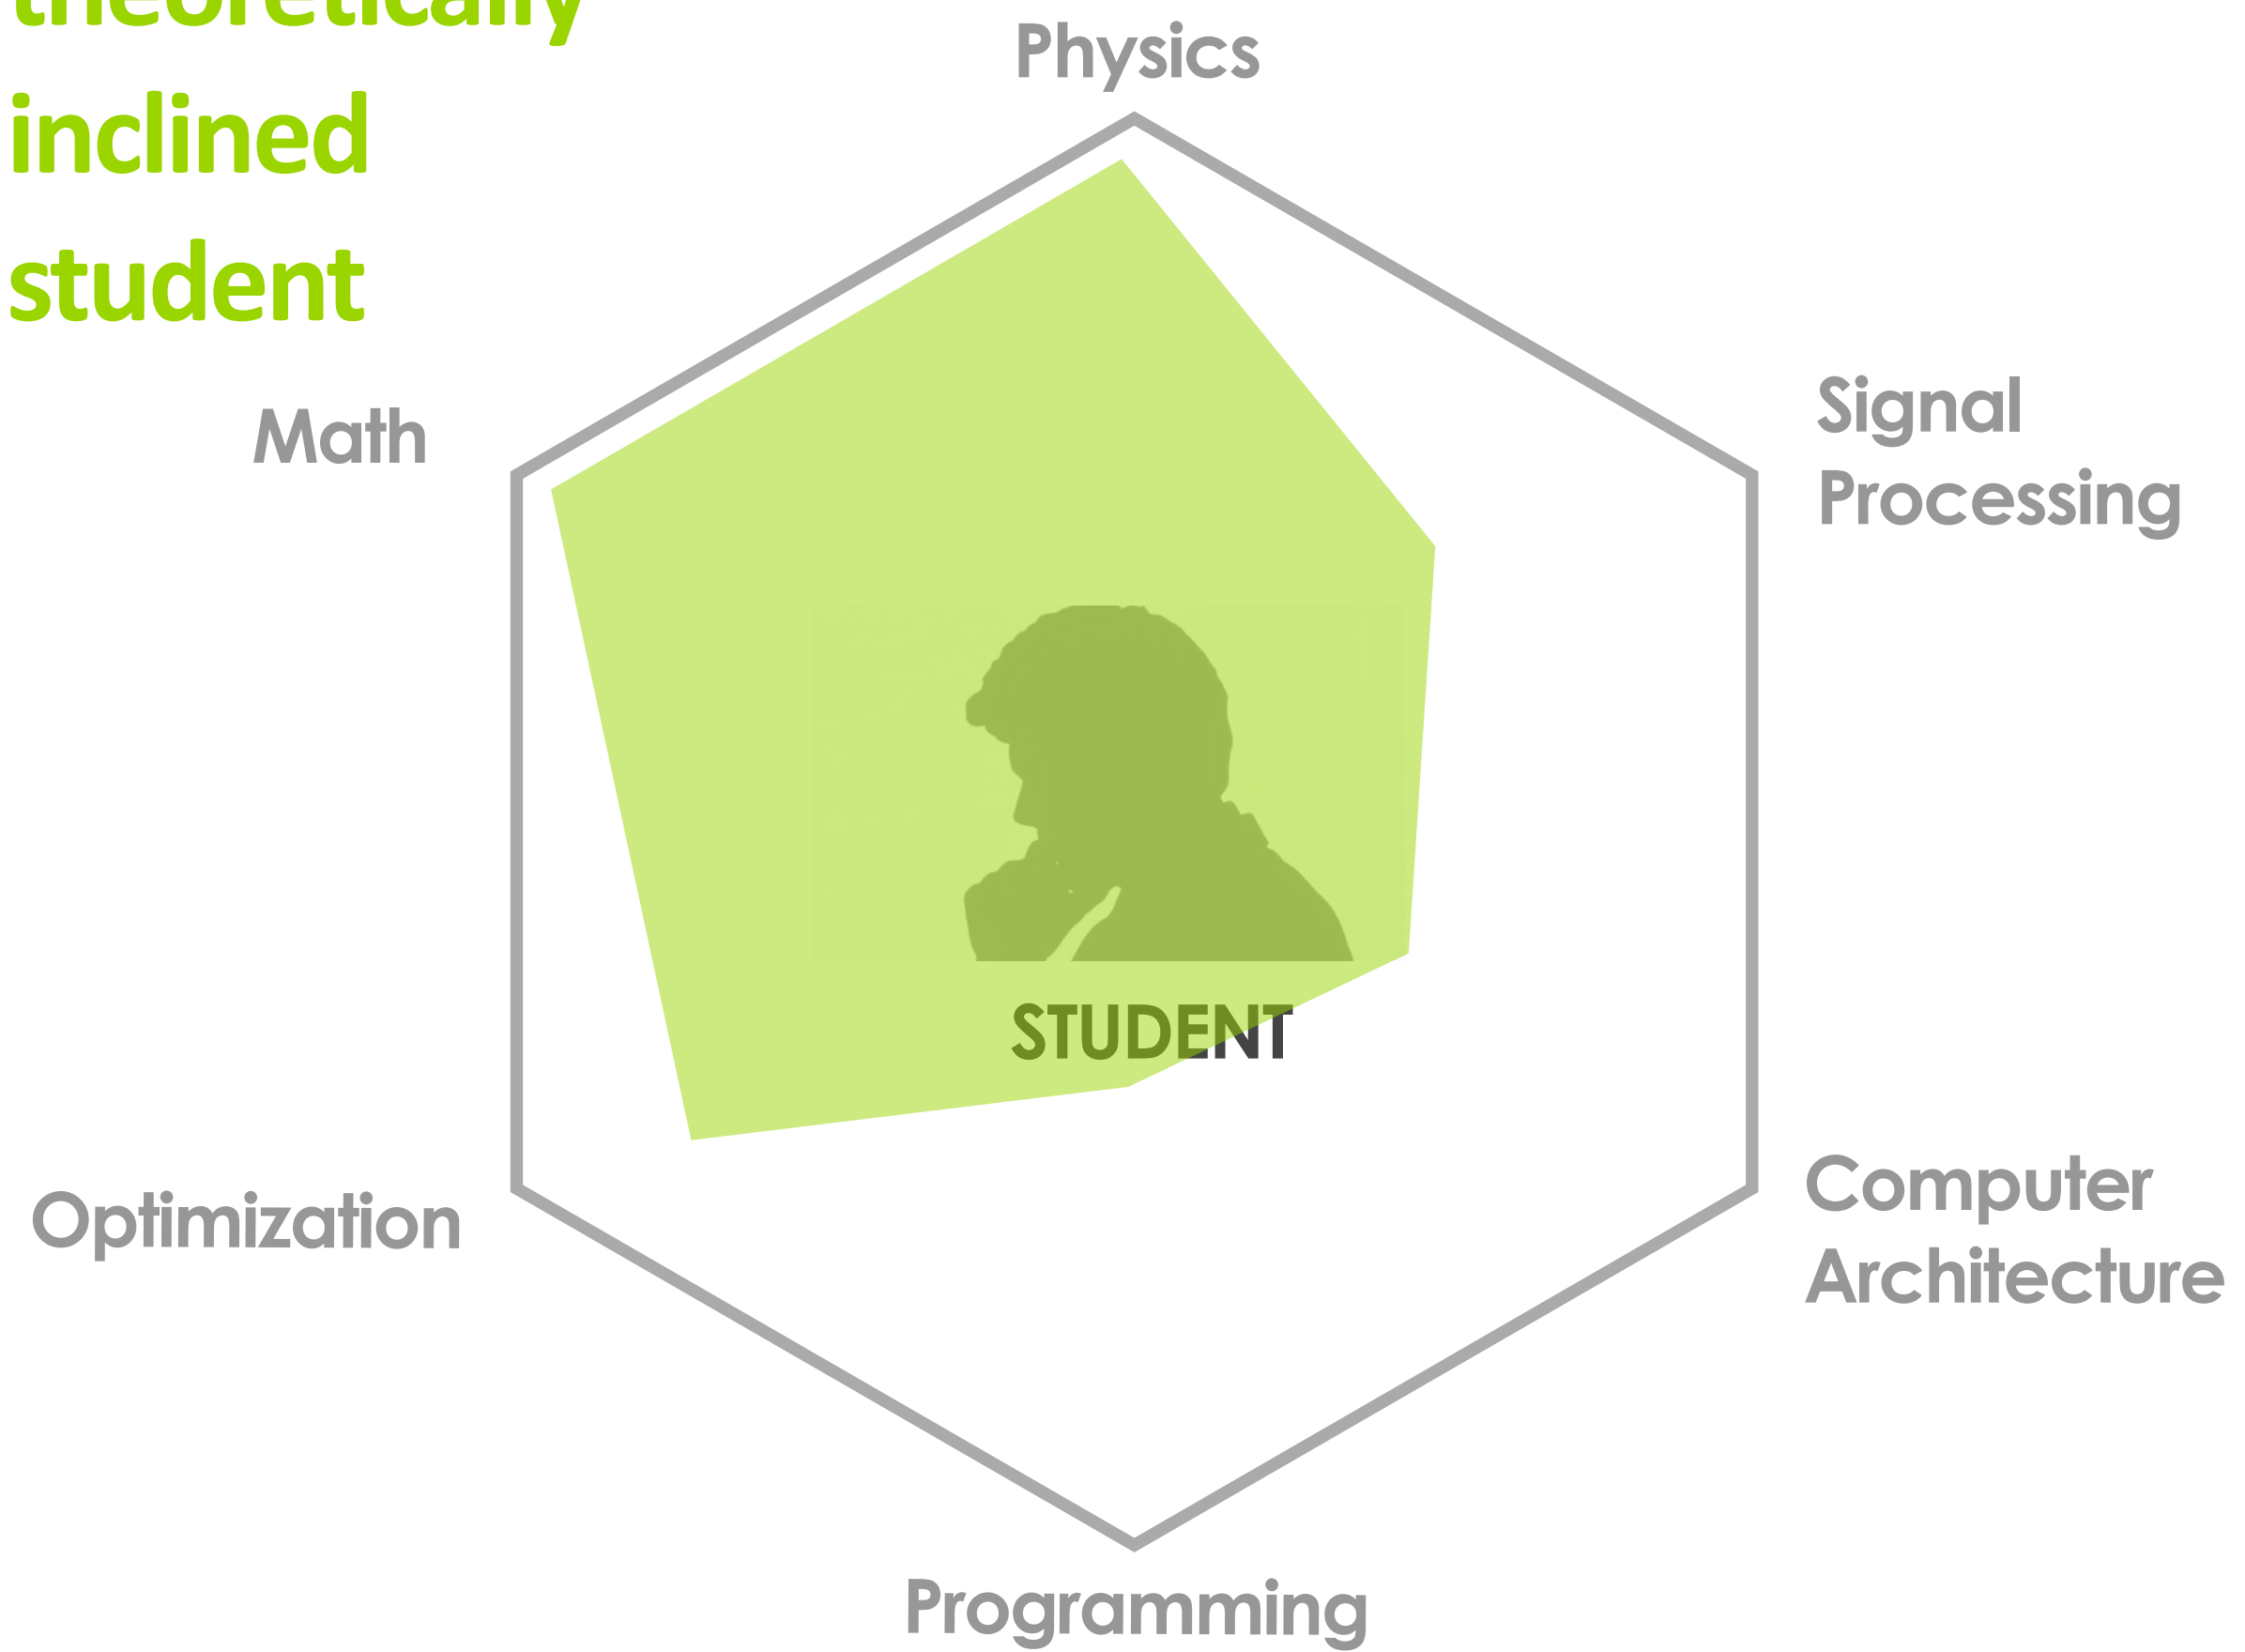 inclined
student
Physics
Math
Signal
Processing
STUDENT
Optimization
Computer
Architecture
Programming